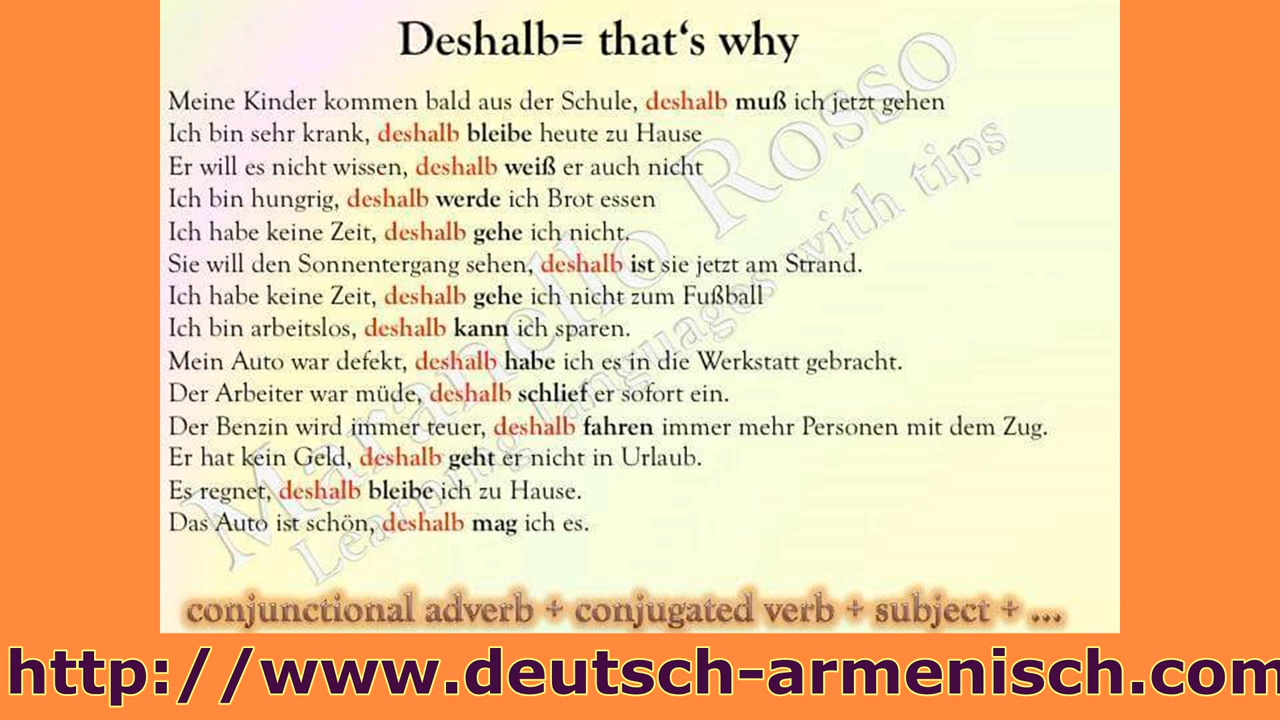 Deshalb= that‘s why
Meine Kinder kommen bald aus der Schule, deshalb muß ich jetzt gehen
Ich bin sehr krank, deshalb bleibe heute zu Hause
Er will es nicht wissen, deshalb weiß er auch nicht
Ich bin hungrig, deshalb werde ich Brot essen
Ich habe keine Zeit, deshalb gehe ich nicht.
Sie will den Sonnentergang sehen, deshalb ist sie jetzt am Strand.
Ich habe keine Zeit, deshalb gehe ich nicht zum Fußball
Ich bin arbeitslos, deshalb kann ich sparen.
Mein Auto war defekt, deshalb habe ich es in die Werkstatt gebracht.
Der Arbeiter war müde, deshalb schlief er sofort ein.
Der Benzin wird immer teuer, deshalb fahren immer mehr Personen mit dem Zug.
Er hat kein Geld, deshalb geht er nicht in Urlaub.
Es regnet, deshalb bleibe ich zu Hause.
Das Auto ist schön, deshalb mag ich es.
Maranello Rosso
Learning languages with tips
conjunctional adverb + conjugated verb + subject + ...
http://www.deutsch-armenisch.com